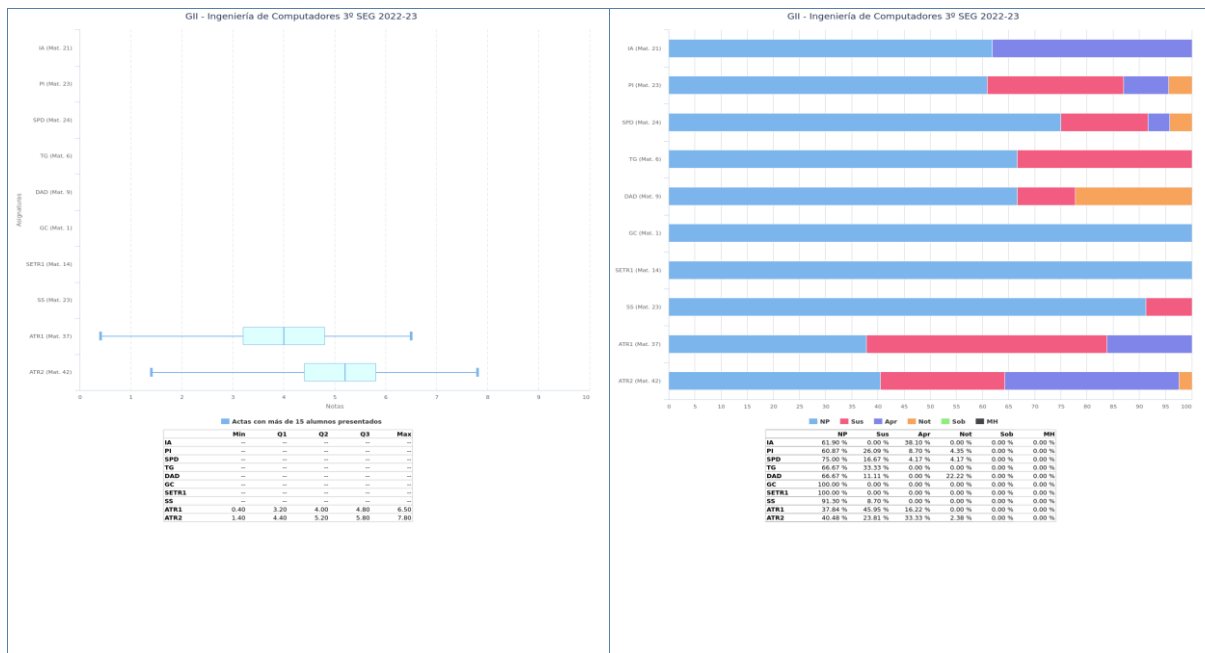 GII - Ingeniería de Computadores 3º SEG 2022-23
IA (Mat. 21)
PI (Mat. 23)
SPD (Mat. 24)
TG (Mat. 6)
DAD (Mat. 9)
GC (Mat. 1)
SETR1 (Mat. 14)
SS (Mat. 23)
ATR1 (Mat. 37)
ATR2 (Mat. 42)
Asignaturas
0 1 2 3 4 5 6 7 8 9 10
Notas
Actas con más de 15 alumnos presentados
Min Q1 Q2 Q3 Max
IA -- -- -- -- --
PI -- -- -- -- --
SPD -- -- -- -- --
TG -- -- -- -- --
DAD -- -- -- -- --
GC -- -- -- -- --
SETR1 -- -- -- -- --
SS -- -- -- -- --
ATR1 0.40 3.20 4.00 4.80 6.50
ATR2 1.40 4.40 5.20 5.80 7.80
GII - Ingeniería de Computadores 3º SEG 2022-23
IA (Mat. 21)
PI (Mat. 23)
SPD (Mat. 24)
TG (Mat. 6)
DAD (Mat. 9)
GC (Mat. 1)
SETR1 (Mat. 14)
SS (Mat. 23)
ATR1 (Mat. 37)
ATR2 (Mat. 42)
0 5 10 15 20 25 30 35 40 45 50 55 60 65 70 75 80 85 90 95 100
NP Sus Apr Not Sob MH
NP Sus Apr Not Sob MH
IA 61.90 % 0.00 % 38.10 % 0.00 % 0.00 % 0.00 %
PI 60.87 % 26.09 % 8.70 % 4.35 % 0.00 % 0.00 %
SPD 75.00 % 16.67 % 4.17 % 4.17 % 0.00 % 0.00 %
TG 66.67 % 33.33 % 0.00 % 0.00 % 0.00 % 0.00 %
DAD 66.67 % 11.11 % 0.00 % 22.22 % 0.00 % 0.00 %
GC 100.00 % 0.00 % 0.00 % 0.00 % 0.00 % 0.00 %
SETR1 100.00 % 0.00 % 0.00 % 0.00 % 0.00 % 0.00 %
SS 91.30 % 8.70 % 0.00 % 0.00 % 0.00 % 0.00 %
ATR1 37.84 % 45.95 % 16.22 % 0.00 % 0.00 % 0.00 %
ATR2 40.48 % 23.81 % 33.33 % 2.38 % 0.00 % 0.00 %